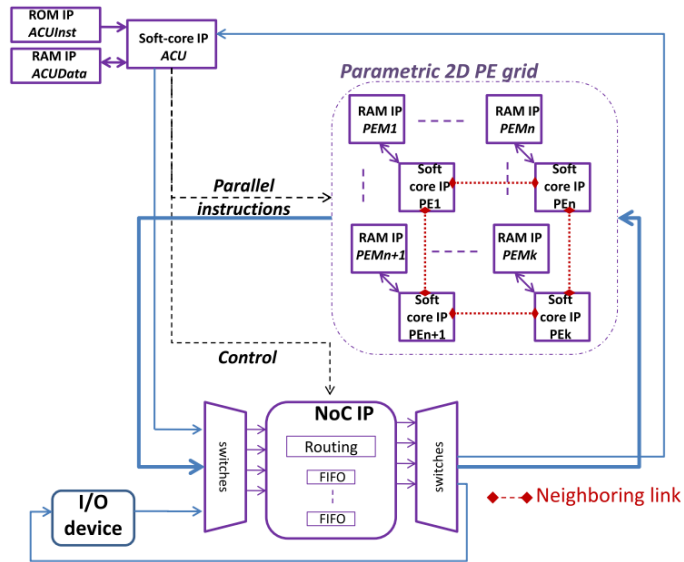 ROM IP
ACUInst
RAM IP
ACUData
Soft-core IP
ACU
Parametric 2D PE grid
RAM IP
PEM1
RAM IP
PEMn
Soft
core IP
PE1
Soft
core IP
PEn
RAM IP
PEMn+1
RAM IP
PEMk
Soft
core IP
PEn+1
Soft
core IP
PEk
Parallel
instructions
Control
NoC IP
Routing
FIFO
FIFO
switches
switches
I/O
device
Neighboring link